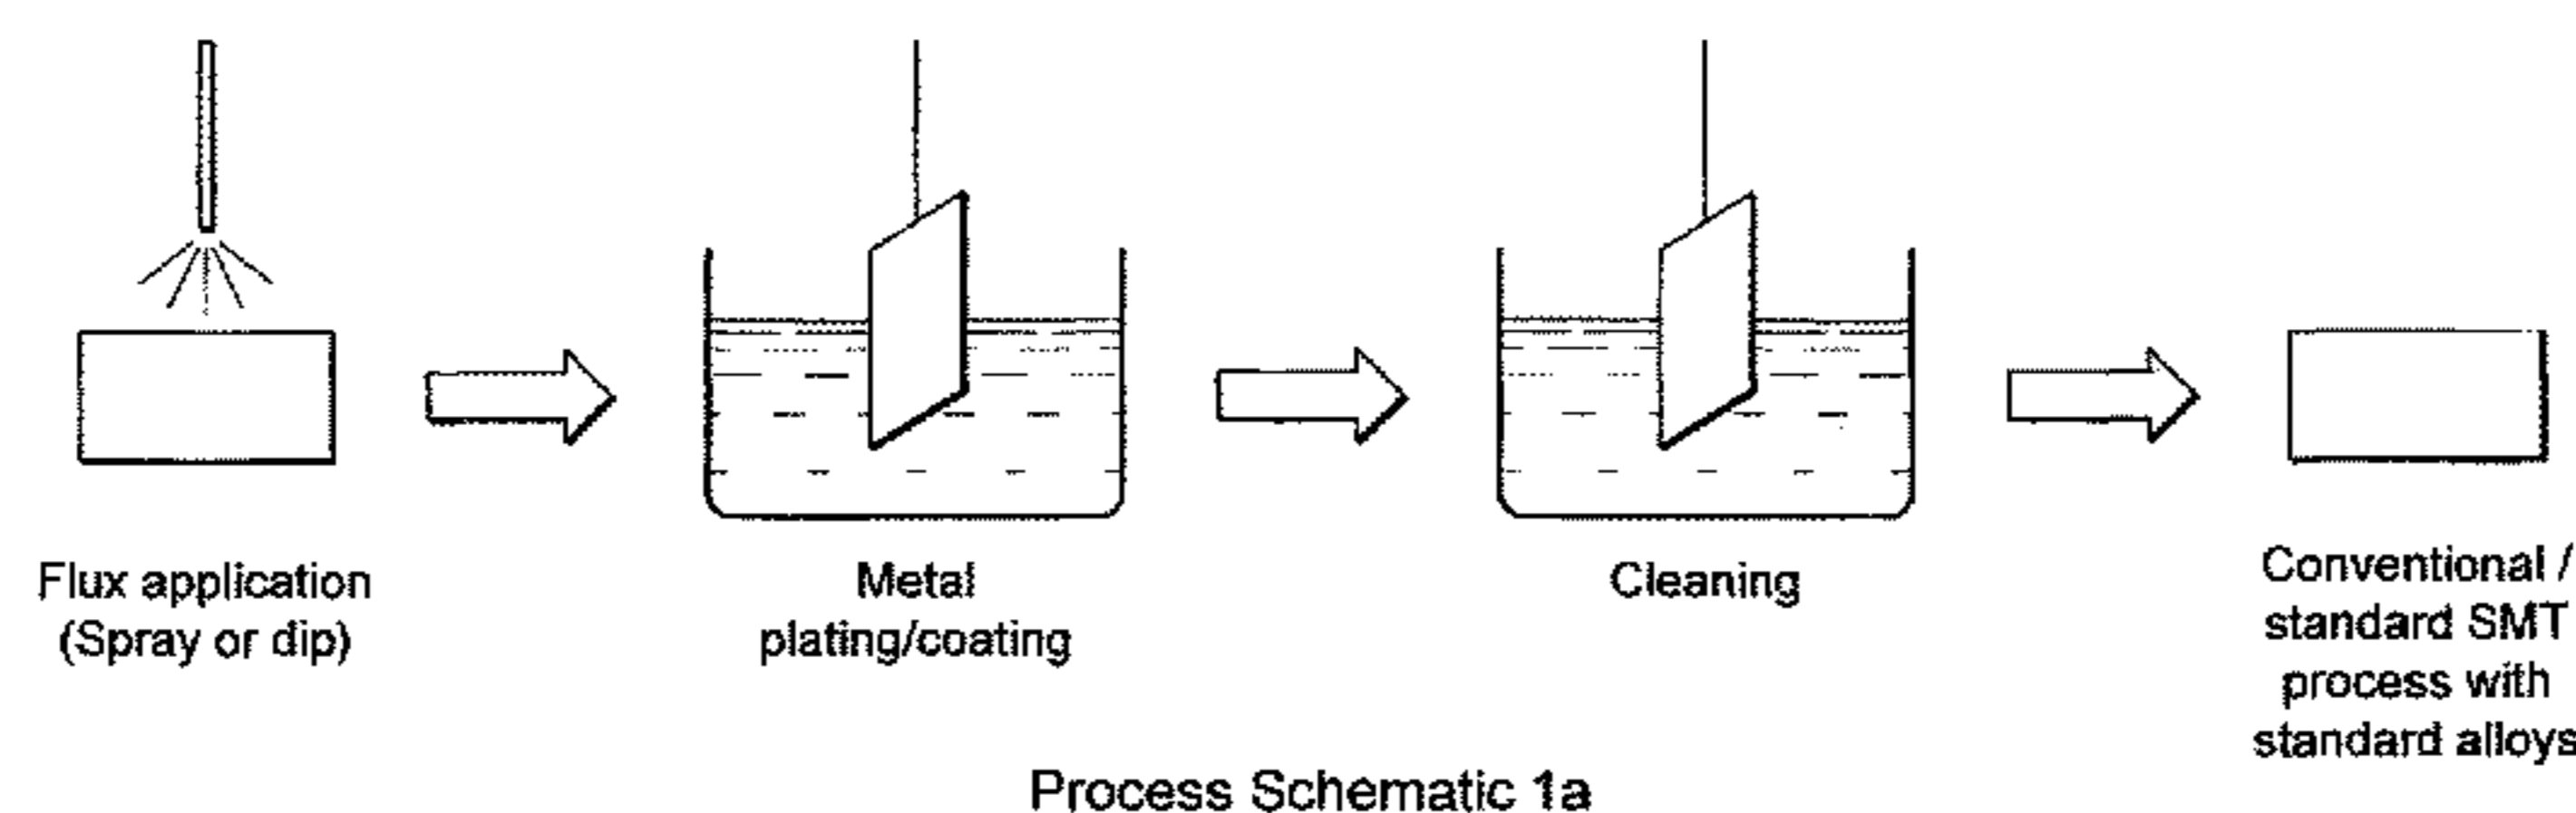 Flux application
(Spray or dip)
Metal
plating/coating
Cleaning
Conventional /
standard SMT
process with
standard alloys
Process Schematic 1a